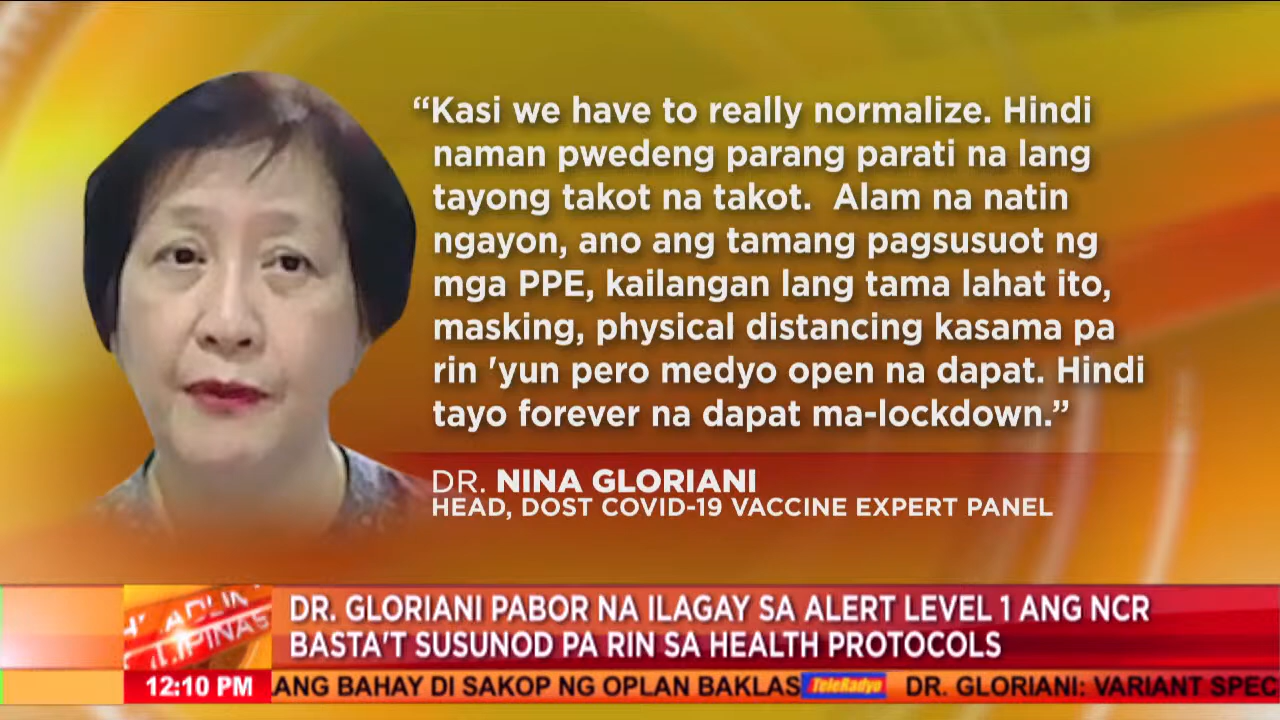 “Kasi we have to really normalize. Hindi
naman pwedeng parang parati na lang
tayong takot na takot.  Alam na natin
ngayon, ano ang tamang pagsusuot ng
mga PPE, kailangan lang tama lahat ito,
masking, physical distancing kasama pa
rin 'yun pero medyo open na dapat. Hindi
tayo forever na dapat ma-lockdown.”
DR. NINA GLORIANI
HEAD, DOST COVID-19 VACCINE EXPERT PANEL
DR. GLORIANI PABOR NA ILAGAY SA ALERT LEVEL 1 ANG NCR
BASTA'T SUSUNOD PA RIN SA HEALTH PROTOCOLS
12:10 PM ANG BAHAY DI SAKOP NG OPLAN BAKLAS TeleRadyo DR. GLORIANI: VARIANT SPEC